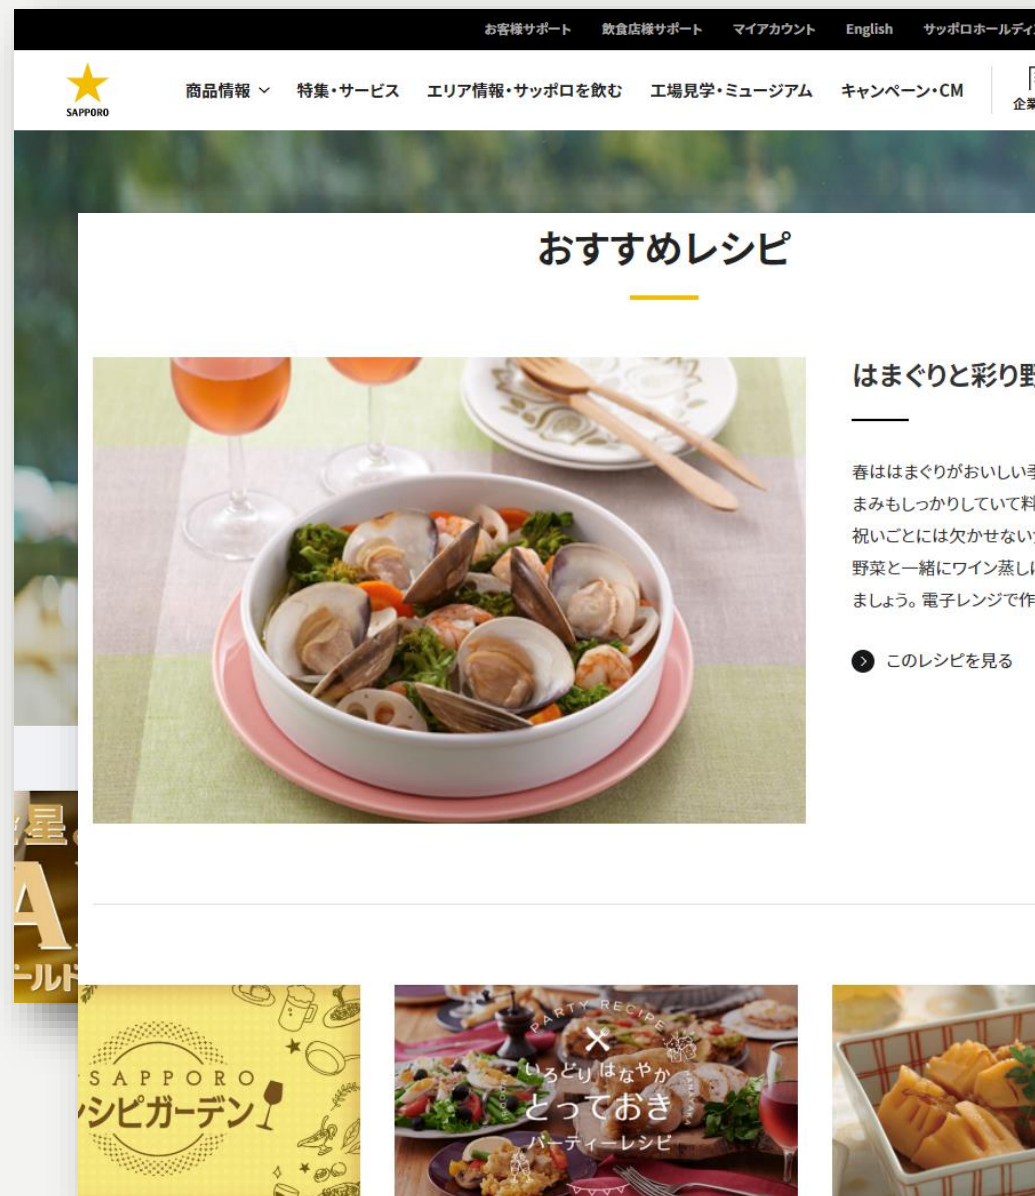 お客様サポート 飲食店様サポート マイアカウント English サッポロホールディ
SAPPORO
商品情報 特集・サービス エリア情報・サッポロを飲む 工場見学・ミュージアム キャンペーン・CM
企業
おすすめレシピ
はまぐりと彩り野
春ははまぐりがおいしい季
まみもしっかりしていて料
祝いごとには欠かせない
野菜と一緒にワイン蒸しに
ましょう。電子レンジで作
このレシピを見る
星
A
ールド
SAPPORO
シピガーデン
PARTY RECIPE
いろどりはなやか
とっておき
パーティーレシピ